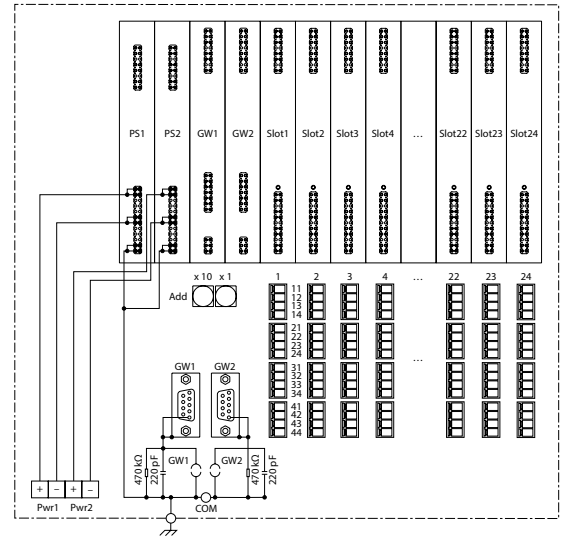 PS1 PS2 GW1 GW2 Slot1 Slot2 Slot3 Slot4 ... Slot22 Slot23 Slot24
x 10 x 1
Add
1 2 3 4 ... 22 23 24
11
12
13
14
21
22
23
24
...
31
32
33
34
41
42
43
44
GW1 GW2
470 kΩ
220 pF
GW1 GW2
470 kΩ
220 pF
COM
+ – + –
Pwr1 Pwr2